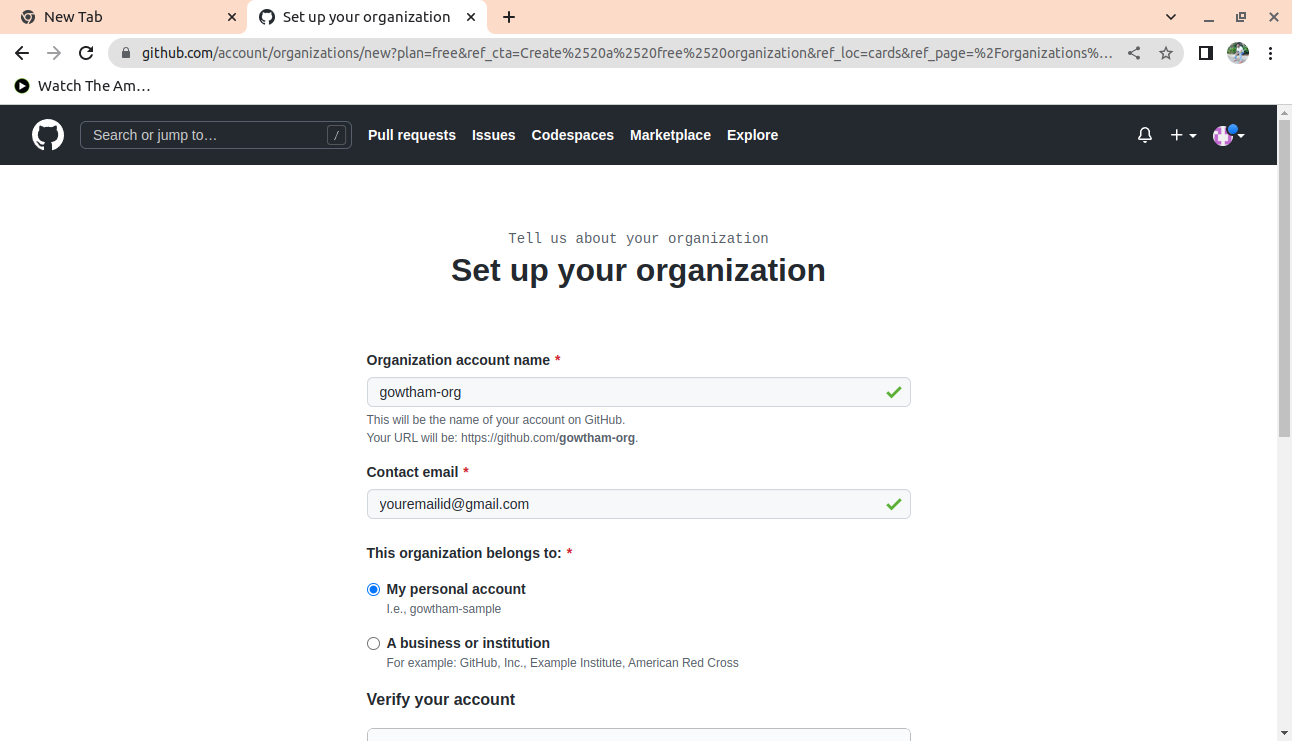 New Tab
Set up your organization
github.com/account/organizations/new?plan=free&ref_cta=Create%2520a%2520free%2520organization&ref_loc=cards&ref_page=%2Forganizations%...
Watch The Am...
Search or jump to...
/
Pull requests
Issues
Codespaces
Marketplace
Explore
Tell us about your organization
Set up your organization
Organization account name *
gowtham-org
This will be the name of your account on GitHub.
Your URL will be: https://github.com/gowtham-org.
Contact email *
youremailid@gmail.com
This organization belongs to: *
My personal account
I.e., gowtham-sample
A business or institution
For example: GitHub, Inc., Example Institute, American Red Cross
Verify your account